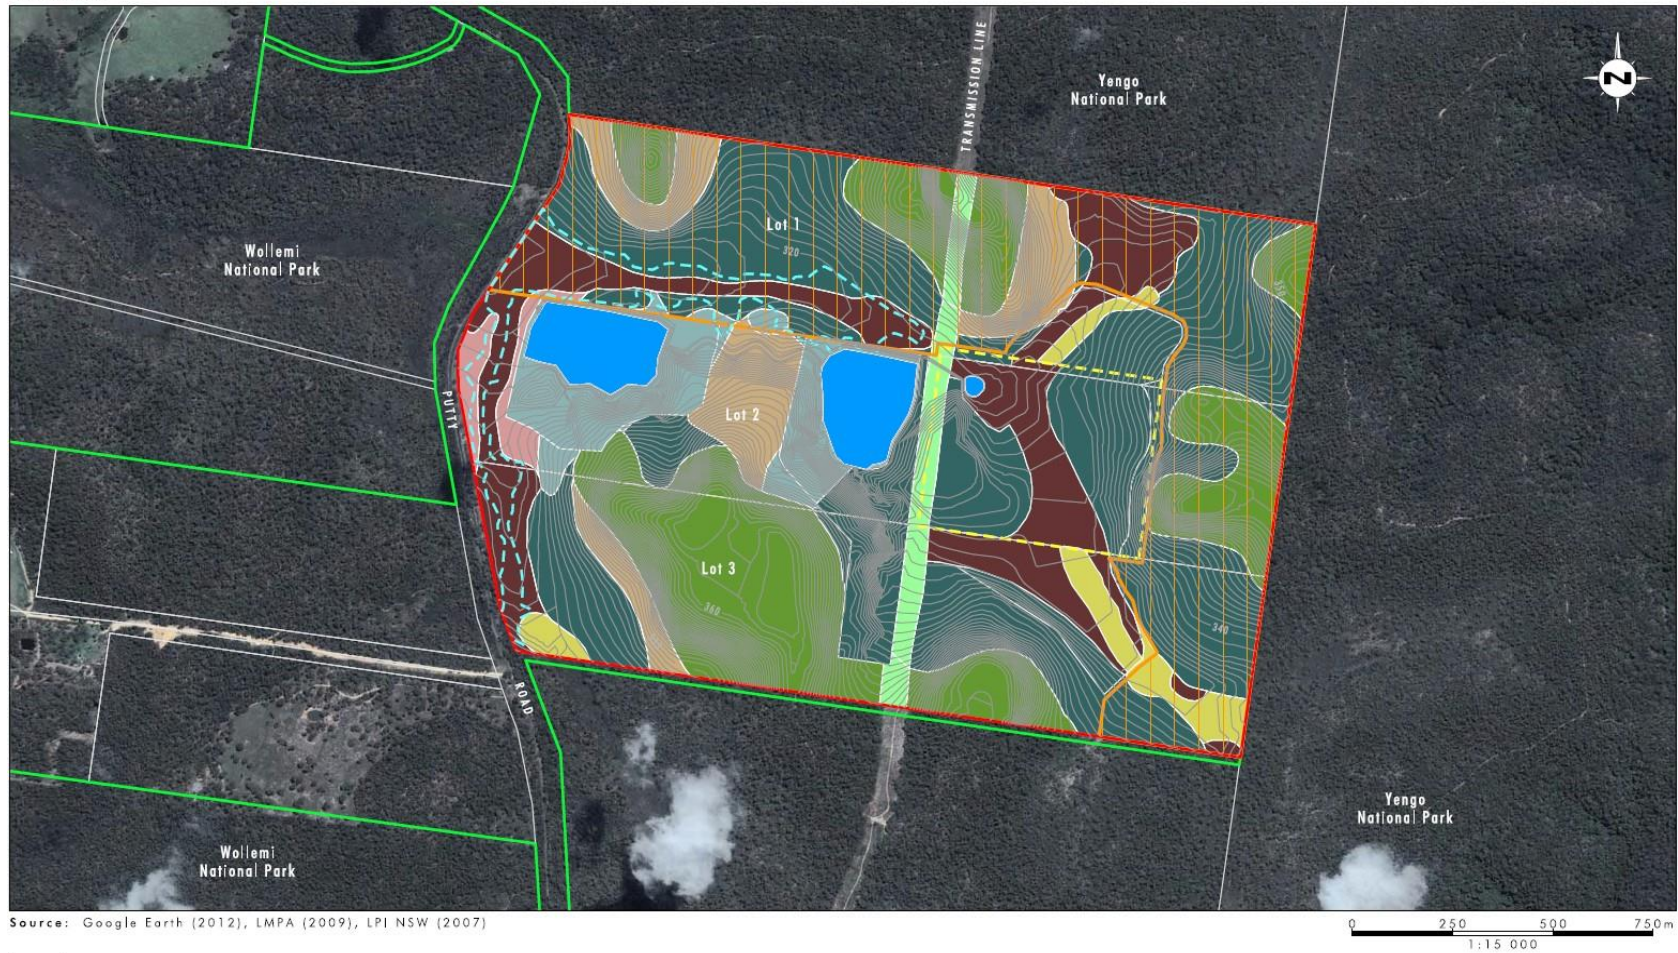 TRANSMISSION LINE
Yengo
National Park
N
Lot 1
320
Wollemi
National Park
350
PUTTY
Lot 2
Lot 3
360
340
ROAD
Yengo
National Park
Wollemi
National Park
Source: Google Earth (2012), LMPA (2009), LPI NSW (2007)
0 250 500 750m
1:15 000